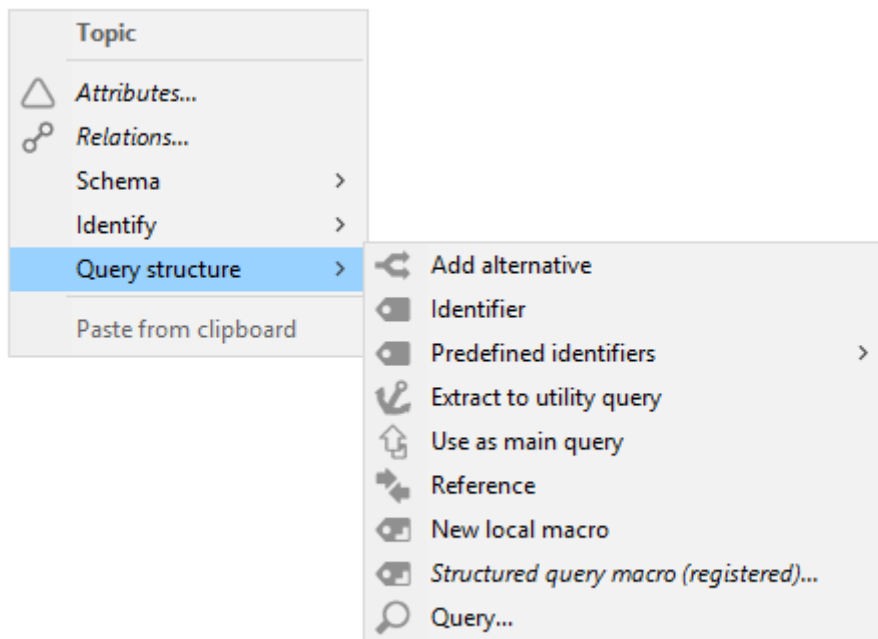 Topic
Attributes...
Relations...
Schema
Identify
Query structure
Paste from clipboard
Add alternative
Identifier
Predefined identifiers
Extract to utility query
Use as main query
Reference
New local macro
Structured query macro (registered)...
Query...